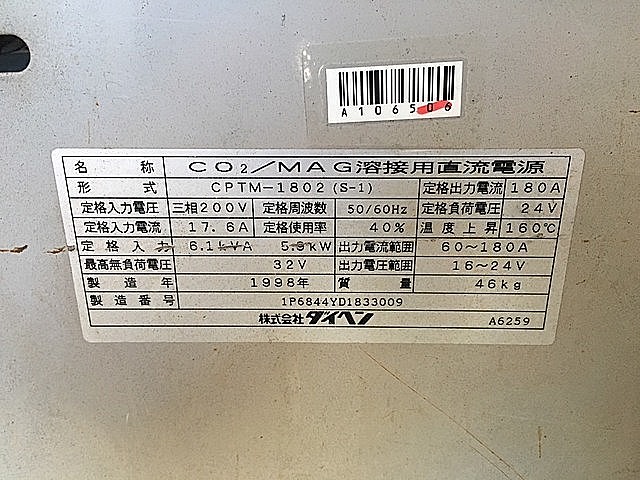 A106506
名 称 CO2/MAG溶接用直流電源
形 式 CPTM-1802(S-1) 定格出力電流 180A
定格入力電圧 三相200V 定格周波数 50/60Hz 定格負荷電圧 24V
定格入力電流 17.6A 定格使用率 40% 温度上昇 160℃
定格入力 6.1kVA 5.9kW 出力電流範囲 60~180A
最高無負荷電圧 32V 出力電圧範囲 16~24V
製造年 1998年 質量 46kg
製造番号 1P6844YD1833009
株式会社ダイヘン A6259